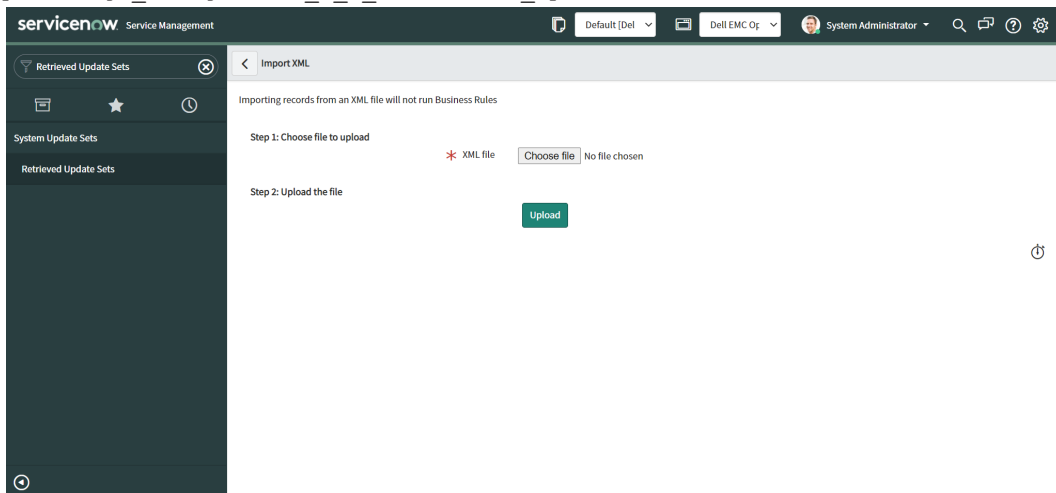 servicenow. Service Management
Default [Del
Dell EMC Op
System Administrator
Retrieved Update Sets
Import XML
Importing records from an XML file will not run Business Rules
System Update Sets
Retrieved Update Sets
Step 1: Choose file to upload
XML file
Choose file No file chosen
Step 2: Upload the file
Upload